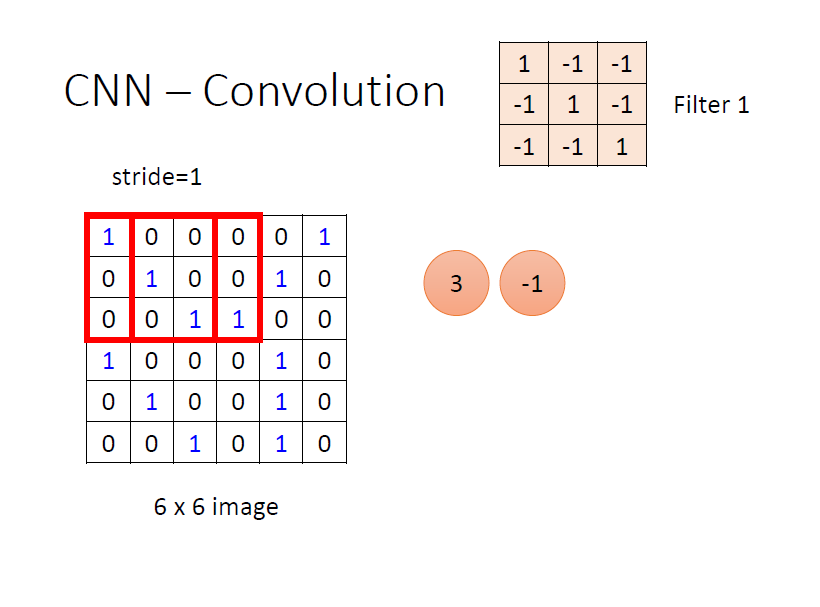 CNN – Convolution
1 -1 -1
-1 1 -1
-1 -1 1
Filter 1
stride=1
1 0 0 0 0 1
0 1 0 0 1 0
0 0 1 1 0 0
1 0 0 0 1 0
0 1 0 0 1 0
0 0 1 0 1 0
3 -1
6 x 6 image